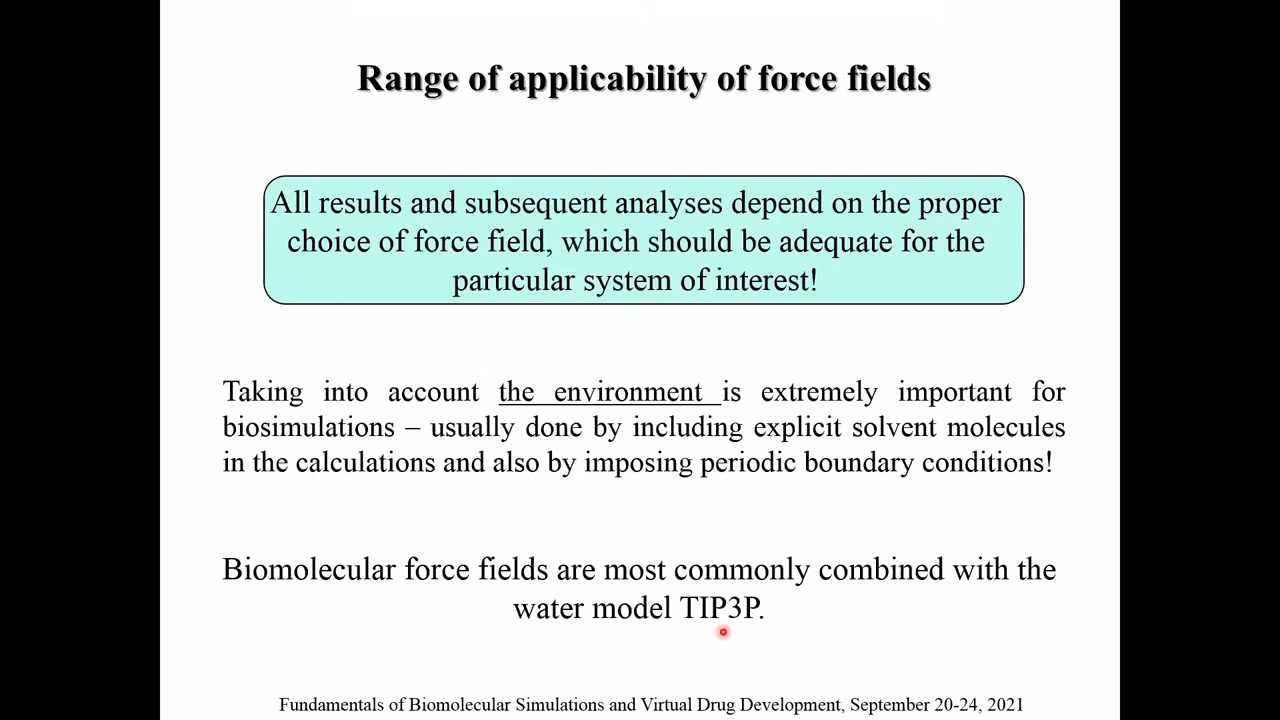 Range of applicability of force fields
All results and subsequent analyses depend on the proper
choice of force field, which should be adequate for the
particular system of interest!
Taking into account the environment is extremely important for
biosimulations – usually done by including explicit solvent molecules
in the calculations and also by imposing periodic boundary conditions!
Biomolecular force fields are most commonly combined with the
water model TIP3P.
Fundamentals of Biomolecular Simulations and Virtual Drug Development, September 20-24, 2021